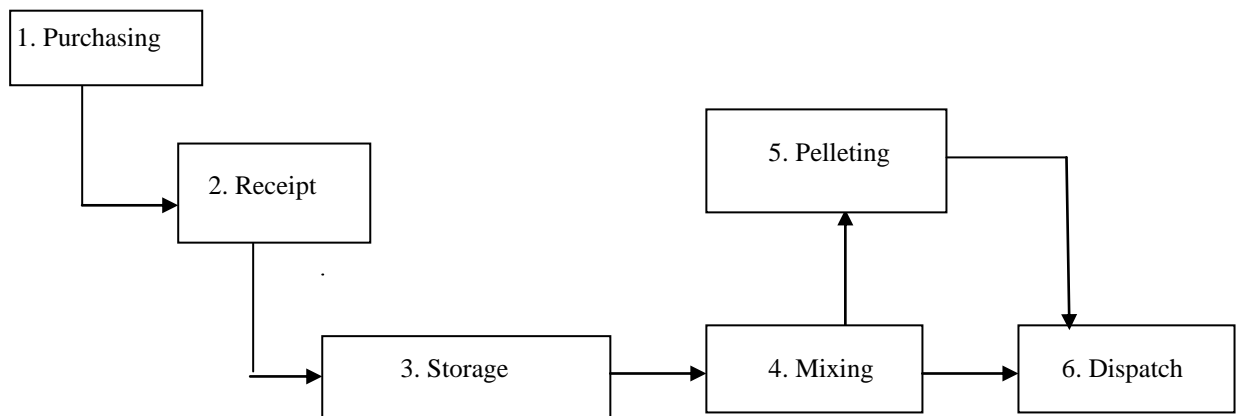 1. Purchasing
2. Receipt
3. Storage
4. Mixing
5. Pelleting
6. Dispatch